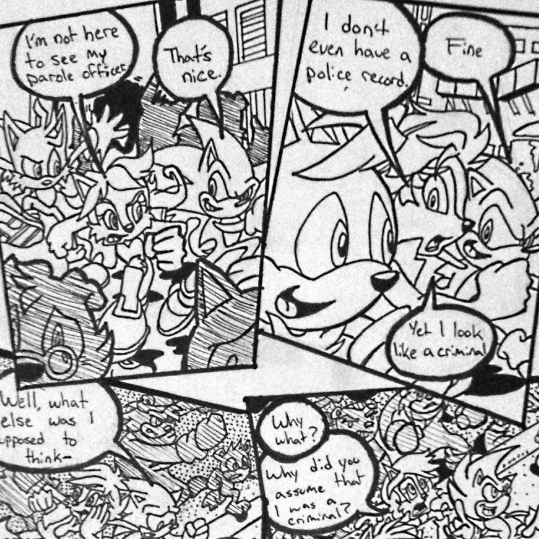 I'm not here
to see my
parole officer
That's
nice.
I don't
even have a
police record.
Fine
Yet I look
like a criminal
Well, what
else was I
supposed to
think-
Why
what?
Why did you
assume that
I was a
criminal?